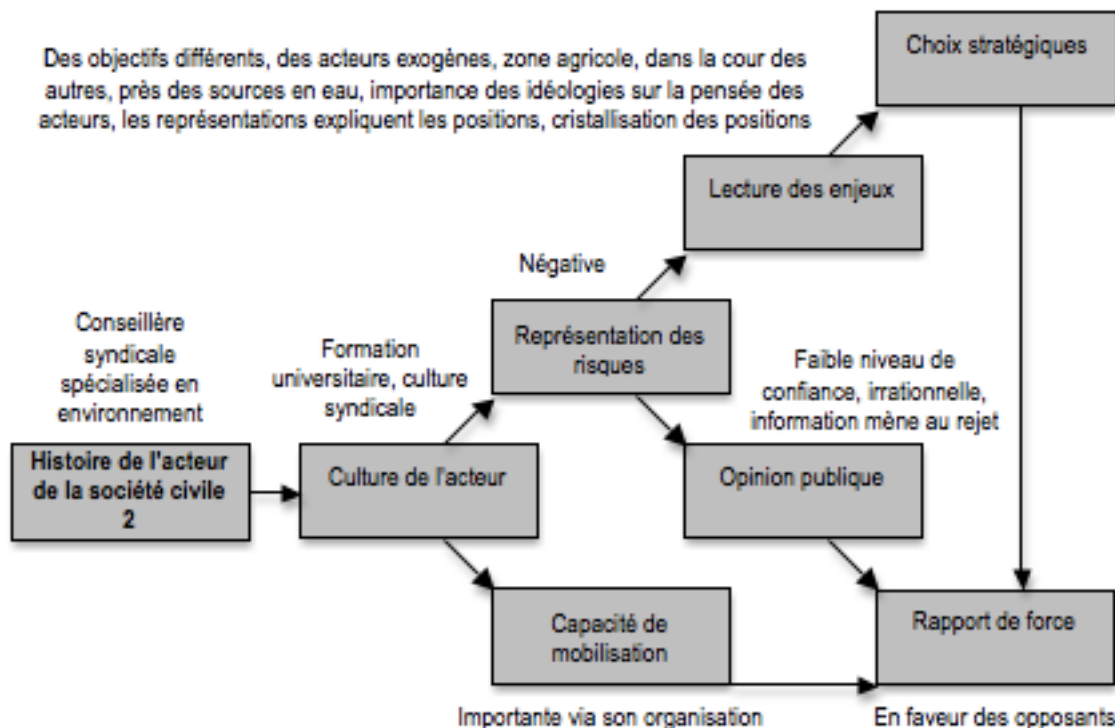 Choix stratégiques
Des objectifs différents, des acteurs exogènes, zone agricole, dans la cour des
autres, près des sources en eau, importance des idéologies sur la pensée des
acteurs, les représentations expliquent les positions, cristallisation des positions
Lecture des enjeux
Négative
Représentation des
risques
Conseillère
syndicale
spécialisée en
environnement
Formation
universitaire, culture
syndicale
Faible niveau de
confiance, irrationnelle,
information mène au rejet
Histoire de l'acteur
de la société civile
2
Culture de l'acteur
Opinion publique
Capacité de
mobilisation
Rapport de force
Importante via son organisation
En faveur des opposants